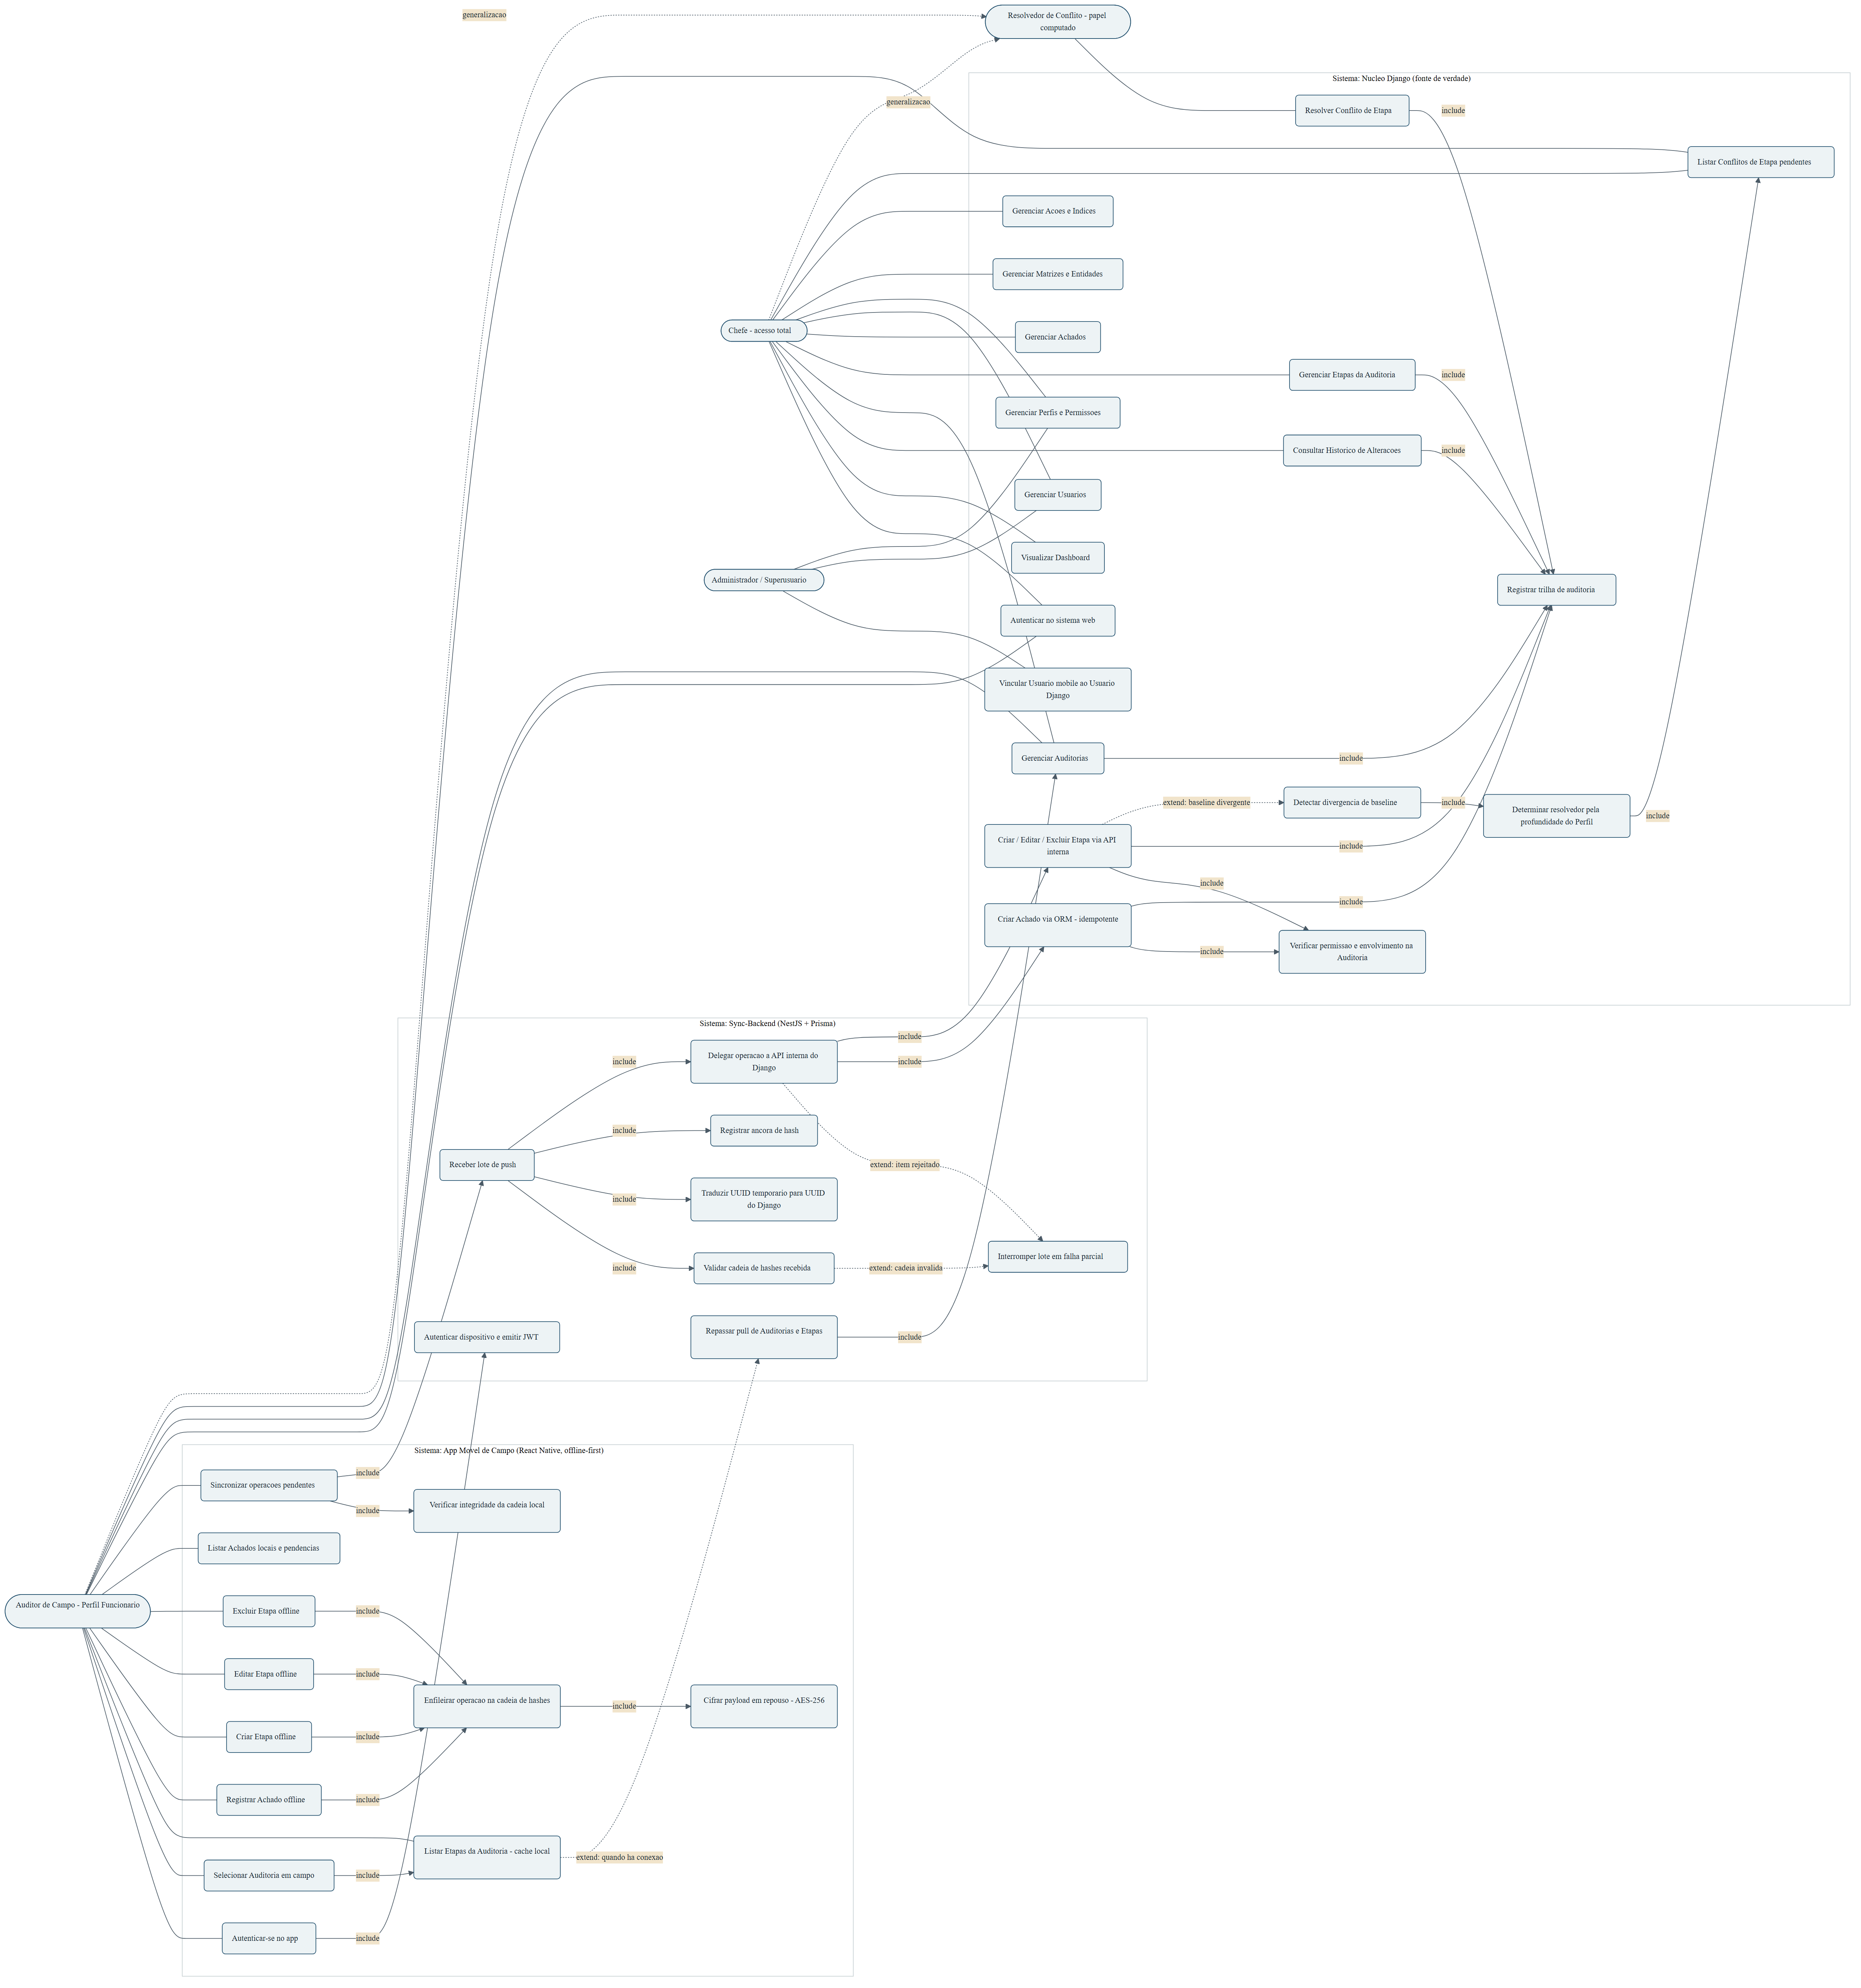 generalizacao
Resolvedor de Conflito - papel
computado
Sistema: Nucleo Django (fonte de verdade)
generalizacao
Resolver Conflito de Etapa
include
Listar Conflitos de Etapa pendentes
Gerenciar Acoes e Indices
Gerenciar Matrizes e Entidades
Chefe - acesso total
Gerenciar Achados
Gerenciar Etapas da Auditoria
include
Gerenciar Perfis e Permissoes
Consultar Historico de Alteracoes
include
Gerenciar Usuarios
Visualizar Dashboard
Administrador / Superusuario
Registrar trilha de auditoria
Autenticar no sistema web
Vincular Usuario mobile ao Usuario
Django
Gerenciar Auditorias
include
extend: baseline divergente
Detectar divergencia de baseline
include
Determinar resolvedor pela
profundidade do Perfil
include
Criar / Editar / Excluir Etapa via API
interna
include
include
include
Criar Achado via ORM - idempotente
include
Verificar permissao e envolvimento na
Auditoria
Sistema: Sync-Backend (NestJS + Prisma)
include
include
Delegar operacao a API interna do
Django
include
include
Registrar ancora de hash
Receber lote de push
extend: item rejeitado
include
Traduzir UUID temporario para UUID
do Django
include
Validar cadeia de hashes recebida
extend: cadeia invalida
Interromper lote em falha parcial
Autenticar dispositivo e emitir JWT
Repassar pull de Auditorias e Etapas
include
Sistema: App Movel de Campo (React Native, offline-first)
Sincronizar operacoes pendentes
include
include
Verificar integridade da cadeia local
Listar Achados locais e pendencias
Auditor de Campo - Perfil Funcionario
Excluir Etapa offline
include
Editar Etapa offline
include
Enfileirar operacao na cadeia de hashes
include
Cifrar payload em repouso - AES-256
Criar Etapa offline
include
Registrar Achado offline
include
Listar Etapas da Auditoria - cache local
extend: quando ha conexao
Selecionar Auditoria em campo
include
Autenticar-se no app
include